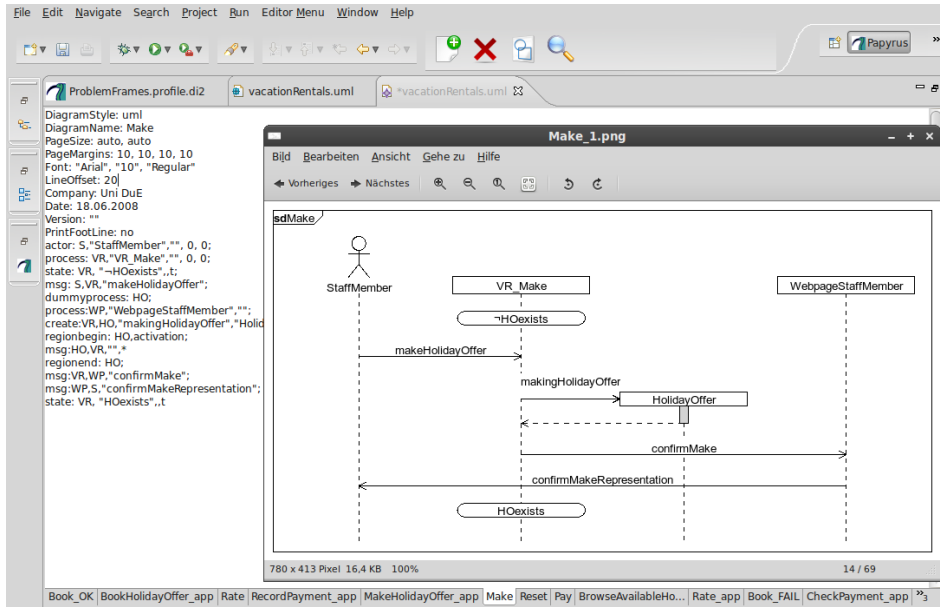 File Edit Navigate Search Project Run Editor Menu Window Help
Papyrus »
ProblemFrames.profile.di2 vacationRentals.uml *vacationRentals.uml
DiagramStyle: uml
DiagramName: Make
PageSize: auto, auto
PageMargins: 10, 10, 10, 10
Font: "Arial", "10", "Regular"
LineOffset: 20
Company: Uni DuE
Date: 18.06.2008
Version: ""
PrintFootLine: no
actor: S,"StaffMember","", 0, 0;
process: VR,"VR_Make","", 0, 0;
state: VR, "¬HOexists",,t;
msg: S,VR,"makeHolidayOffer";
dummyprocess: HO;
process:WP,"WebpageStaffMember","";
create:VR,HO,"makingHolidayOffer","Holid
regionbegin: HO,activation;
msg:HO,VR,"",*
regionend: HO;
msg:VR,WP,"confirmMake";
msg:WP,S,"confirmMakeRepresentation";
state: VR, "HOexists",,t
Make_1.png
Bild Bearbeiten Ansicht Gehe zu Hilfe
Vorheriges Nächstes
sdMake
StaffMember VR_Make WebpageStaffMember
¬HOexists
makeHolidayOffer
makingHolidayOffer
HolidayOffer
confirmMake
confirmMakeRepresentation
HOexists
780 x 413 Pixel 16,4 KB 100% 14 / 69
Book_OK BookHolidayOffer_app Rate RecordPayment_app MakeHolidayOffer_app Make Reset Pay BrowseAvailableHo... Rate_app Book_FAIL CheckPayment_app »3